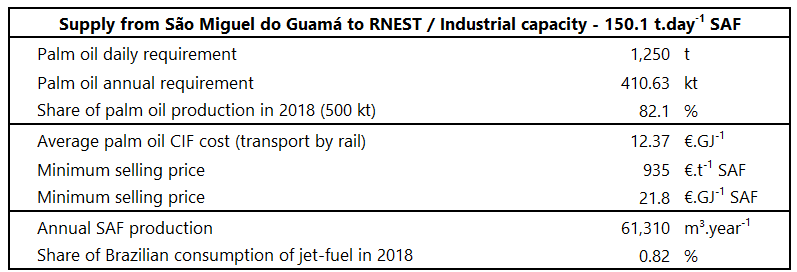 Supply from São Miguel do Guamá to RNEST / Industrial capacity - 150.1 t.day⁻¹ SAF
Palm oil daily requirement 1,250 t
Palm oil annual requirement 410.63 kt
Share of palm oil production in 2018 (500 kt) 82.1 %
Average palm oil CIF cost (transport by rail) 12.37 €.GJ⁻¹
Minimum selling price 935 €.t⁻¹ SAF
Minimum selling price 21.8 €.GJ⁻¹ SAF
Annual SAF production 61,310 m³.year⁻¹
Share of Brazilian consumption of jet-fuel in 2018 0.82 %